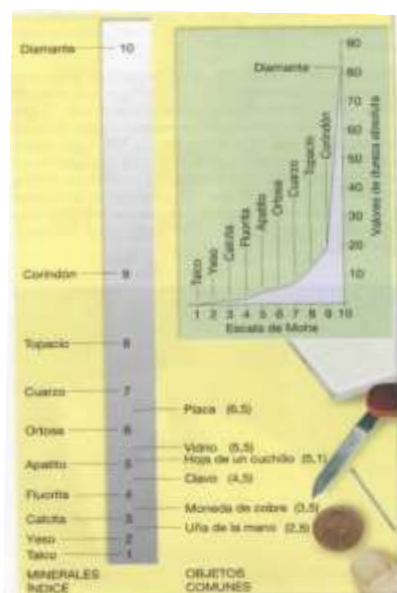 Diamante 10
Corindón 9
Topacio 8
Cuarzo 7
Ortosa 6
Apatito 5
Fluorita 4
Calcita 3
Yeso 2
Talco 1
MINERALES
ÍNDICE
Placa (6,5)
Vidrio (5,5)
Hoja de un cuchillo (5,1)
Clavo (4,5)
Moneda de cobre (3,5)
Uña de la mano (2,5)
OBJETOS
COMUNES
Diamante
Talco
Yeso
Calcita
Fluorita
Apatito
Ortosa
Cuarzo
Topacio
Corindón
90
80
70
60
50
40
30
20
10
Valores de dureza absoluta
1 2 3 4 5 6 7 8 9 10
Escala de Mohs